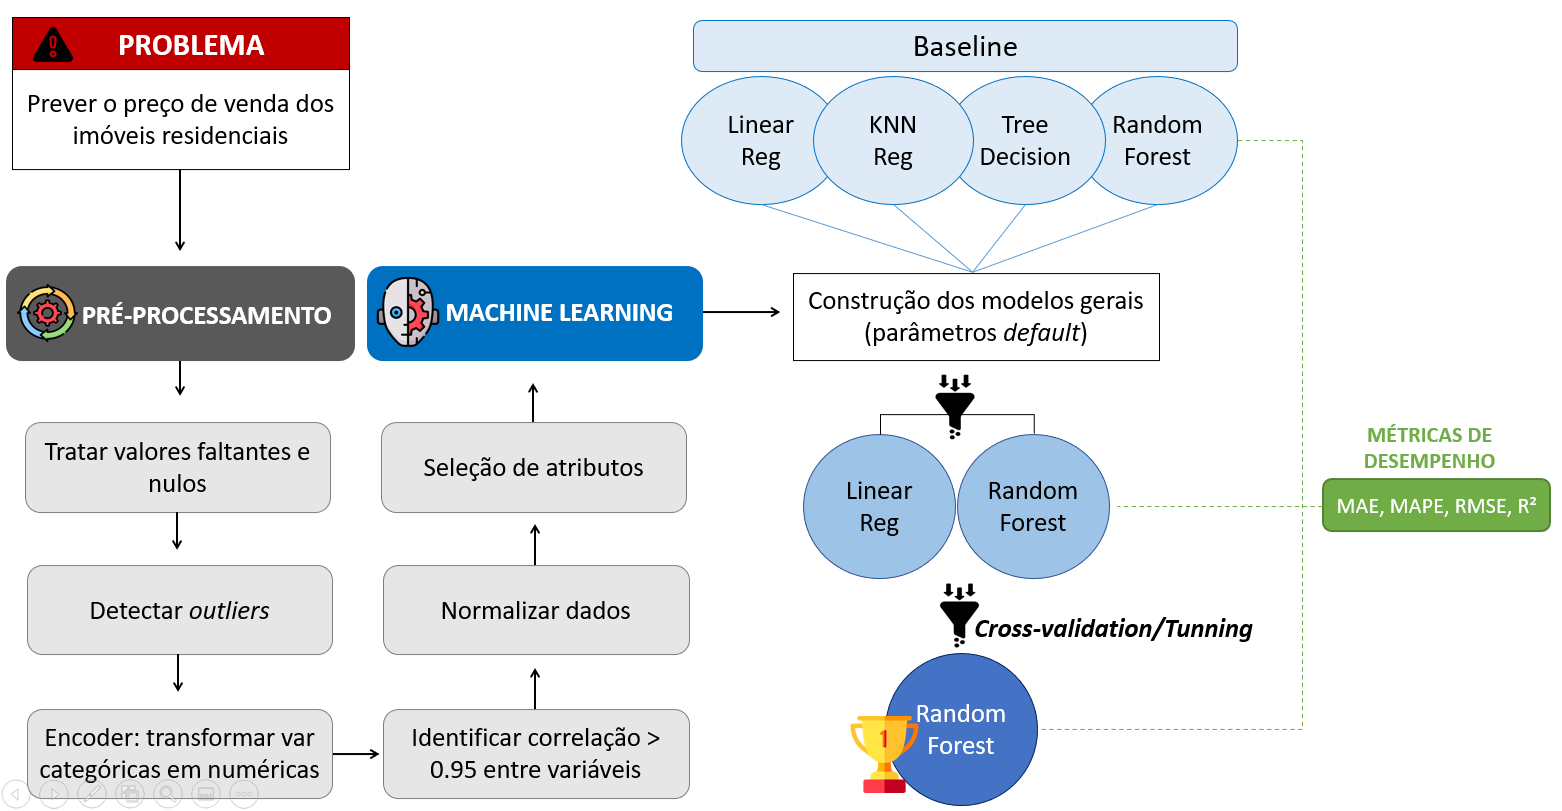 PROBLEMA
Prever o preço de venda dos
imóveis residenciais
PRÉ-PROCESSAMENTO
Tratar valores faltantes e
nulos
Detectar outliers
Encoder: transformar var
categóricas em numéricas
Identificar correlação >
0.95 entre variáveis
Normalizar dados
Seleção de atributos
MACHINE LEARNING
Baseline
Linear
Reg
KNN
Reg
Tree
Decision
Random
Forest
Construção dos modelos gerais
(parâmetros default)
Linear
Reg
Random
Forest
Cross-validation/Tunning
Random
Forest
1
MÉTRICAS DE
DESEMPENHO
MAE, MAPE, RMSE, R²